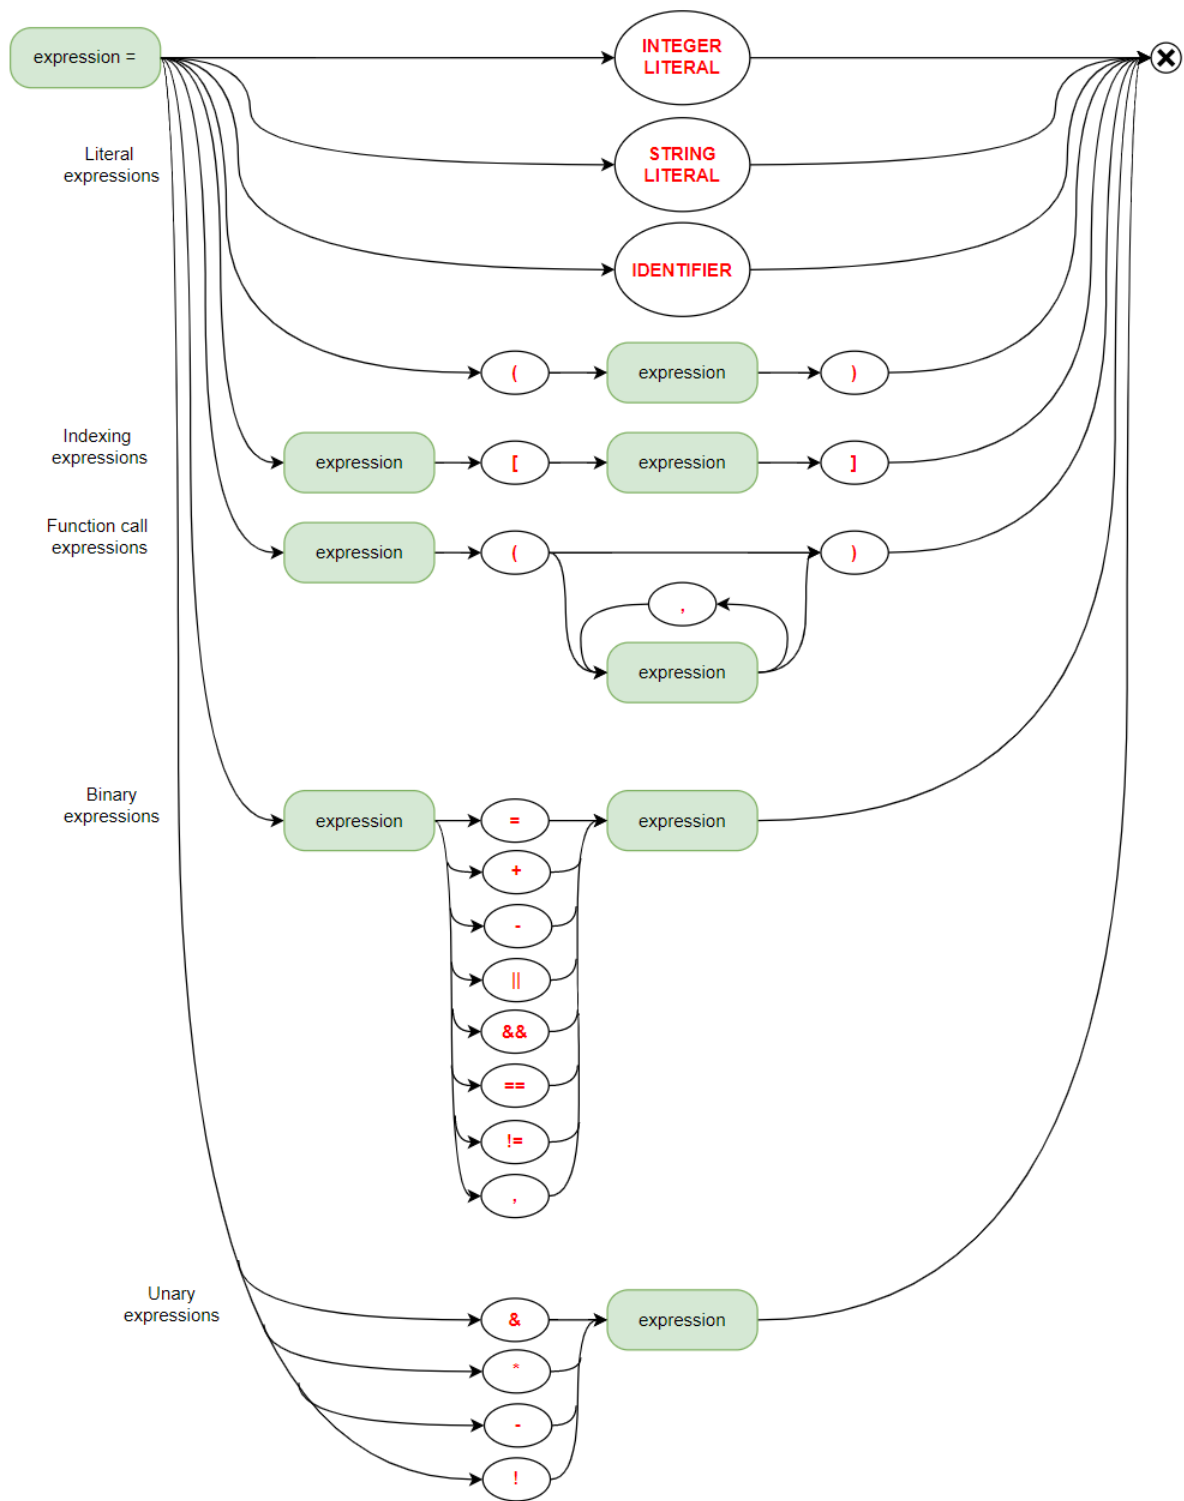 expression =
INTEGER
LITERAL
Literal
expressions
STRING
LITERAL
IDENTIFIER
( expression )
Indexing
expressions
expression [ expression ]
Function call
expressions
expression ( )
,
expression
Binary
expressions
expression = expression
+
-
||
&&
==
!=
,
Unary
expressions
& expression
*
-
!